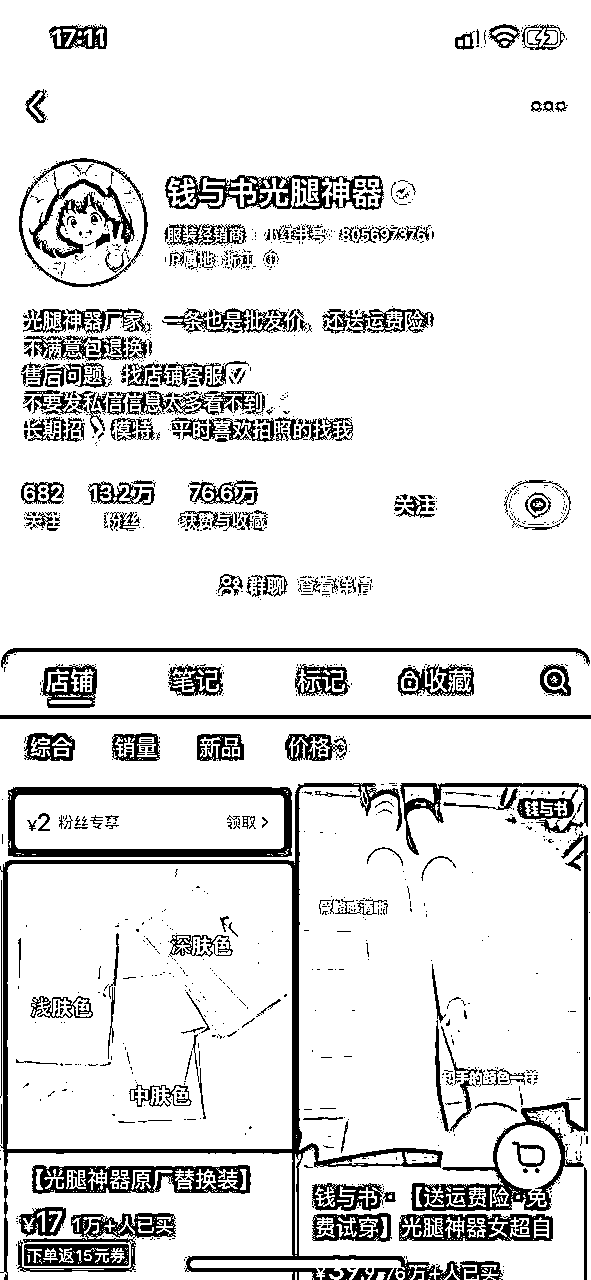 17:11
钱与书光腿神器
服装经销商 小红书号:8056973761
IP属地:浙江
光腿神器厂家,一条也是批发价,还送运费险!
不满意包退换!
售后问题,找店铺客服
不要发私信信息太多看不到
长期招 模特,平时喜欢拍照的找我
682 13.2万 76.6万
关注 粉丝 获赞与收藏
关注
群聊 查看详情
店铺 笔记 标记 收藏
综合 销量 新品 价格
¥2 粉丝专享 领取 >
钱与书
深肤色
浅肤色
中肤色
【光腿神器原厂替换装】
¥17 1万+人已买
下单返15元券
钱与书 【送运费险 免
费试穿】光腿神器女超自
万+人已买